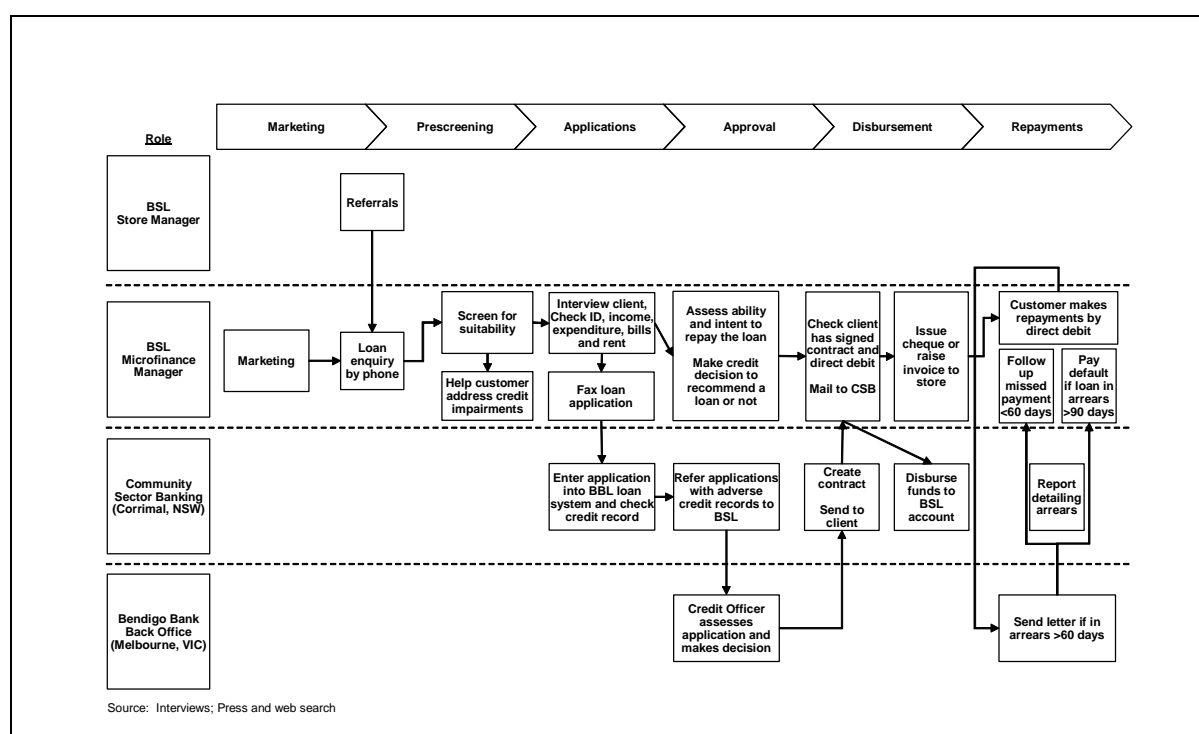 Role
Marketing
Prescreening
Applications
Approval
Disbursement
Repayments
BSL
Store Manager
Referrals
BSL
Microfinance
Manager
Marketing
Loan
enquiry
by phone
Screen for
suitability
Help customer
address credit
impairments
Interview client,
Check ID, income,
expenditure, bills
and rent
Fax loan
application
Assess ability
and intent to
repay the loan
Make credit
decision to
recommend a
loan or not
Check client
has signed
contract and
direct debit
Mail to CSB
Issue
cheque or
raise
invoice to
store
Customer makes
repayments by
direct debit
Follow
up
missed
payment
<60 days
Pay
default
if loan in
arrears
>90 days
Community
Sector Banking
(Corrimal, NSW)
Enter application
into BBL loan
system and check
credit record
Refer applications
with adverse
credit records to
BSL
Create
contract
Send to
client
Disburse
funds to
BSL
account
Report
detailing
arrears
Bendigo Bank
Back Office
(Melbourne, VIC)
Credit Officer
assesses
application and
makes decision
Send letter if in
arrears >60 days
Source: Interviews; Press and web search